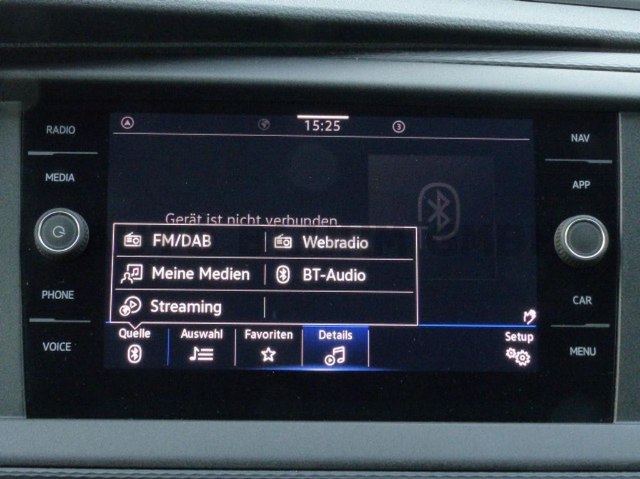 RADIO
MEDIA
PHONE
VOICE
15:25
3
Gerät ist nicht verbunden
FM/DAB
Webradio
Meine Medien
BT-Audio
Streaming
Quelle
Auswahl
Favoriten
Details
Setup
NAV
APP
CAR
MENU